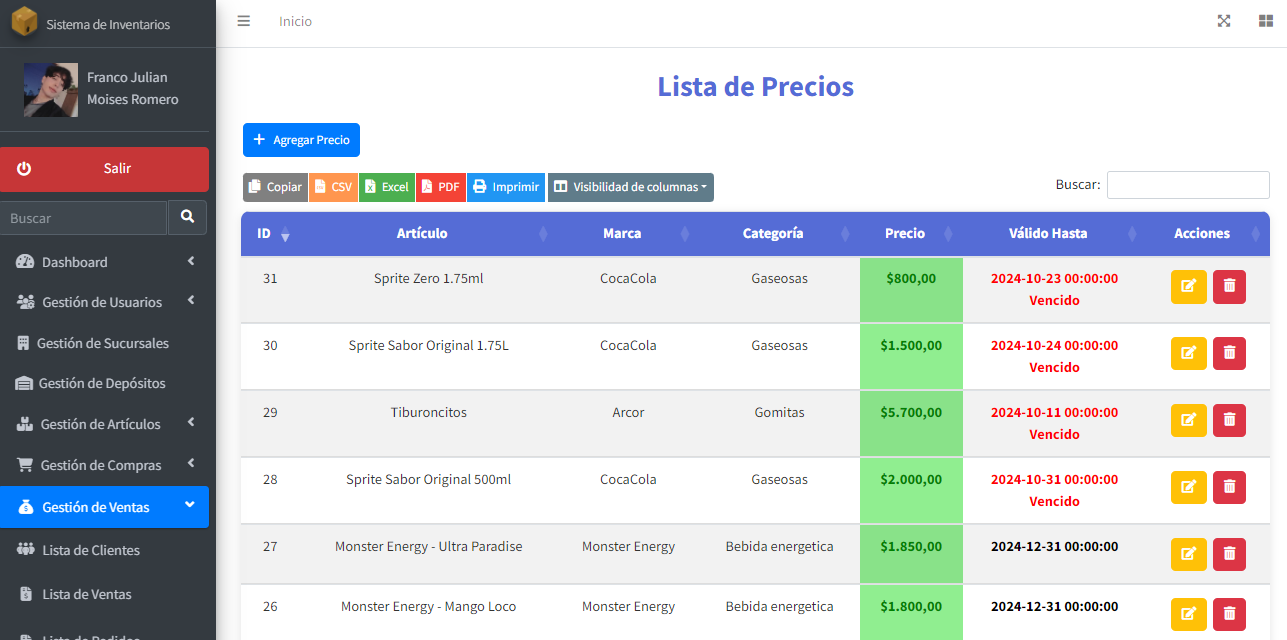 Sistema de Inventarios
Inicio
Franco Julian
Moises Romero
Salir
Buscar
Dashboard
Gestión de Usuarios
Gestión de Sucursales
Gestión de Depósitos
Gestión de Artículos
Gestión de Compras
Gestión de Ventas
Lista de Clientes
Lista de Ventas
Lista de Pedidos
Lista de Precios
+ Agregar Precio
Copiar CSV Excel PDF Imprimir Visibilidad de columnas
Buscar:
ID Artículo Marca Categoría Precio Válido Hasta Acciones
31 Sprite Zero 1.75ml CocaCola Gaseosas $800,00 2024-10-23 00:00:00
Vencido
30 Sprite Sabor Original 1.75L CocaCola Gaseosas $1.500,00 2024-10-24 00:00:00
Vencido
29 Tiburoncitos Arcor Gomitas $5.700,00 2024-10-11 00:00:00
Vencido
28 Sprite Sabor Original 500ml CocaCola Gaseosas $2.000,00 2024-10-31 00:00:00
Vencido
27 Monster Energy - Ultra Paradise Monster Energy Bebida energetica $1.850,00 2024-12-31 00:00:00
26 Monster Energy - Mango Loco Monster Energy Bebida energetica $1.800,00 2024-12-31 00:00:00